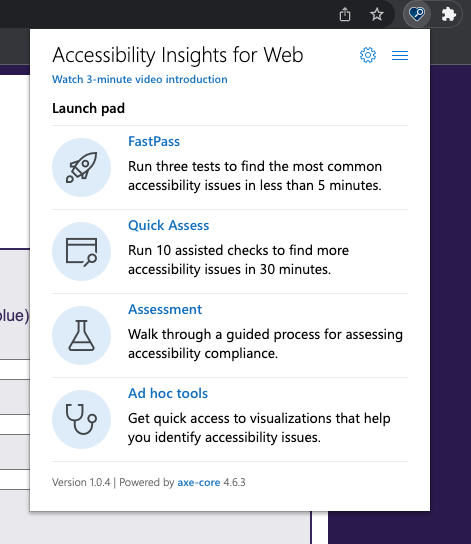 Accessibility Insights for Web
Watch 3-minute video introduction
Launch pad
FastPass
Run three tests to find the most common
accessibility issues in less than 5 minutes.
Quick Assess
Run 10 assisted checks to find more
accessibility issues in 30 minutes.
Assessment
Walk through a guided process for assessing
accessibility compliance.
Ad hoc tools
Get quick access to visualizations that help
you identify accessibility issues.
Version 1.0.4 | Powered by axe-core 4.6.3